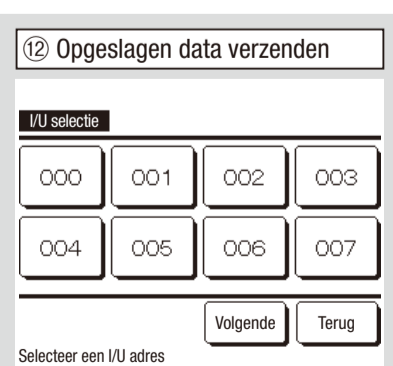 ⑫ Opgeslagen data verzenden
I/U selectie
000 001 002 003
004 005 006 007
Volgende Terug
Selecteer een I/U adres